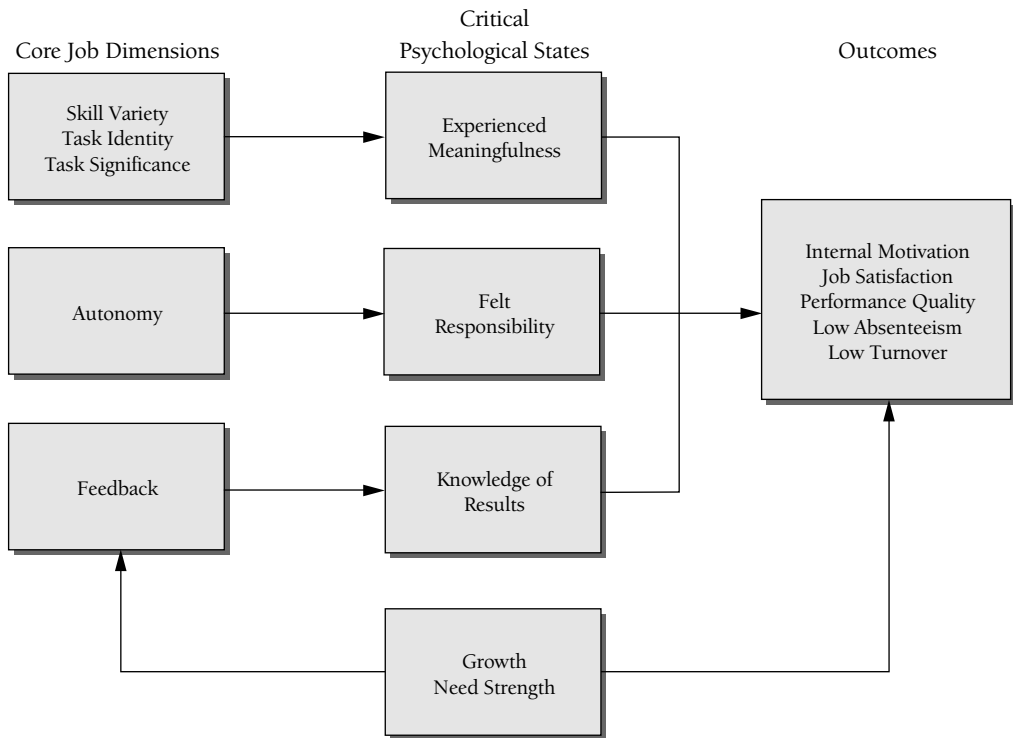 Core Job Dimensions
Critical
Psychological States
Outcomes
Skill Variety
Task Identity
Task Significance
Experienced
Meaningfulness
Autonomy
Felt
Responsibility
Internal Motivation
Job Satisfaction
Performance Quality
Low Absenteeism
Low Turnover
Feedback
Knowledge of
Results
Growth
Need Strength